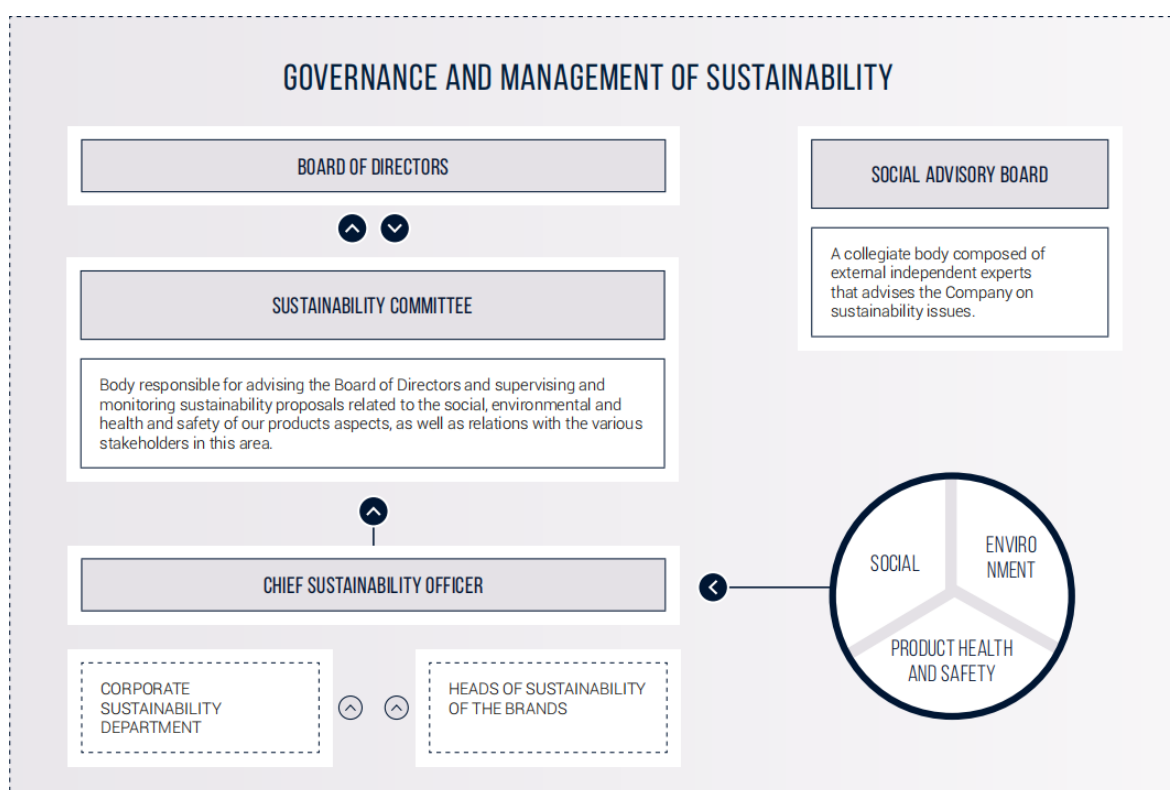 GOVERNANCE AND MANAGEMENT OF SUSTAINABILITY
BOARD OF DIRECTORS
SUSTAINABILITY COMMITTEE
Body responsible for advising the Board of Directors and supervising and
monitoring sustainability proposals related to the social, environmental and
health and safety of our products aspects, as well as relations with the various
stakeholders in this area.
CHIEF SUSTAINABILITY OFFICER
CORPORATE
SUSTAINABILITY
DEPARTMENT
HEADS OF SUSTAINABILITY
OF THE BRANDS
SOCIAL ADVISORY BOARD
A collegiate body composed of
external independent experts
that advises the Company on
sustainability issues.
SOCIAL
ENVIRO
NMENT
PRODUCT HEALTH
AND SAFETY